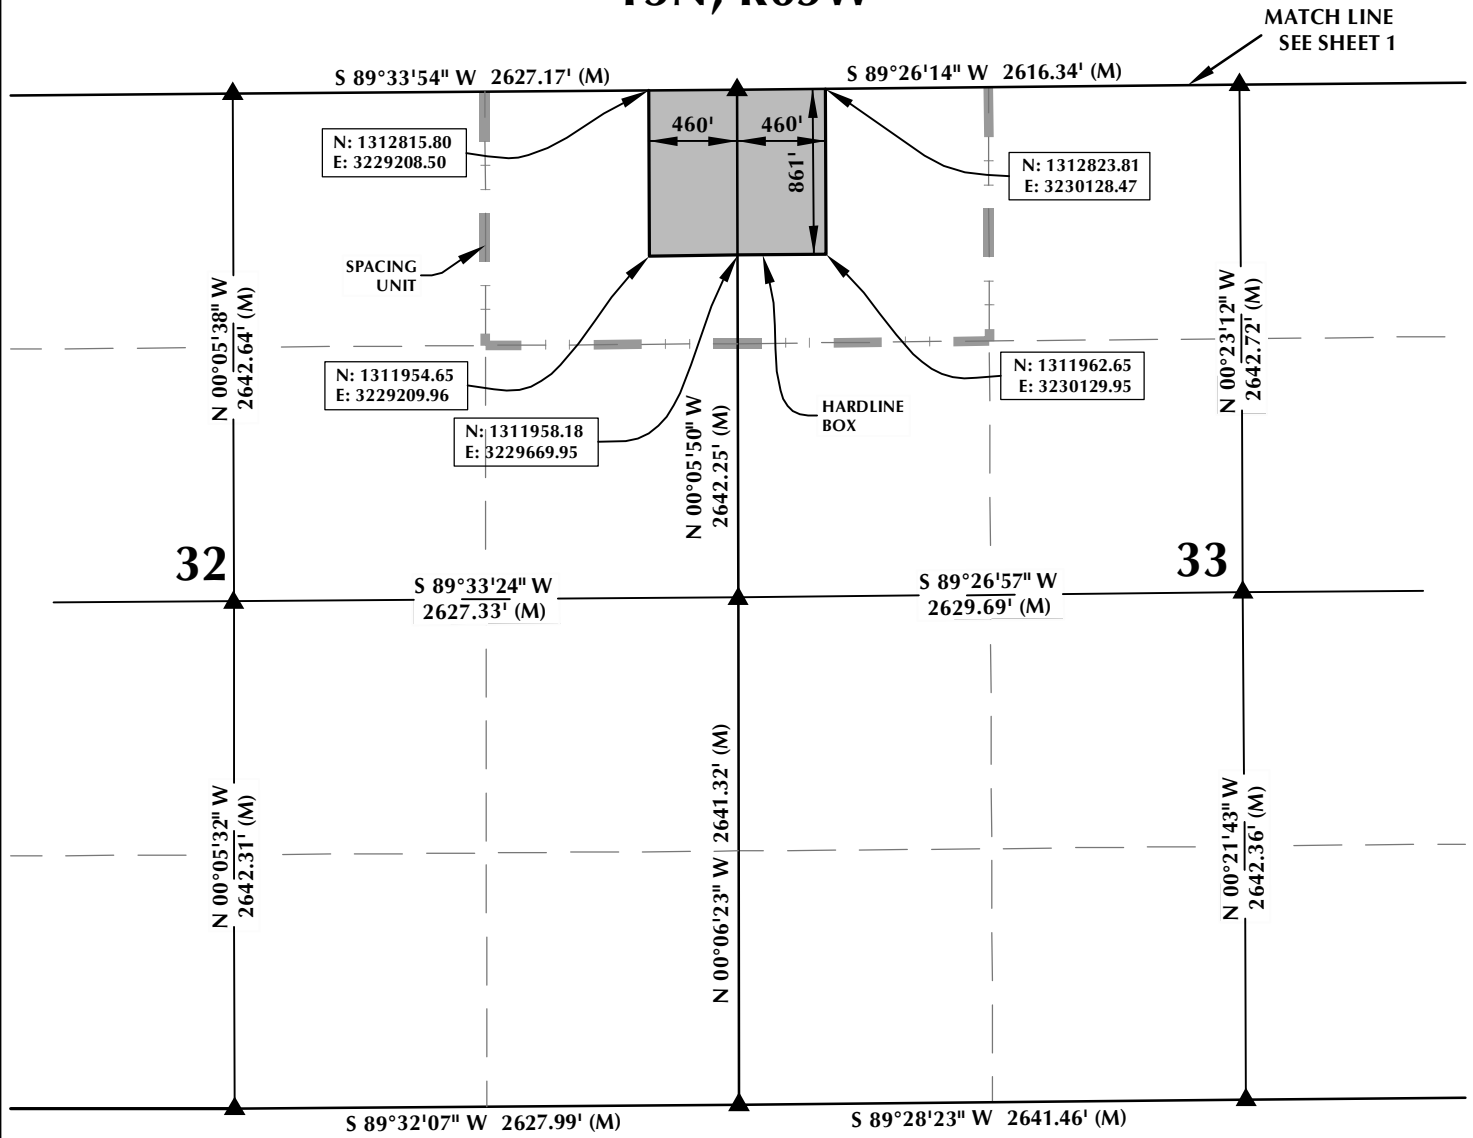 MATCH LINE
SEE SHEET 1
S 89°33'54" W 2627.17' (M)
S 89°26'14" W 2616.34' (M)
460'
460'
861'
N: 1312815.80
E: 3229208.50
N: 1312823.81
E: 3230128.47
SPACING
UNIT
N 00°05'38" W
2642.64' (M)
N 00°23'12" W
2642.72' (M)
N: 1311954.65
E: 3229209.96
N: 1311962.65
E: 3230129.95
N: 1311958.18
E: 3229669.95
HARDLINE
BOX
N 00°05'50" W
2642.25' (M)
32
33
S 89°33'24" W
2627.33' (M)
S 89°26'57" W
2629.69' (M)
N 00°05'32" W
2642.31' (M)
N 00°06'23" W 2641.32' (M)
N 00°21'43" W
2642.36' (M)
S 89°32'07" W 2627.99' (M)
S 89°28'23" W 2641.46' (M)